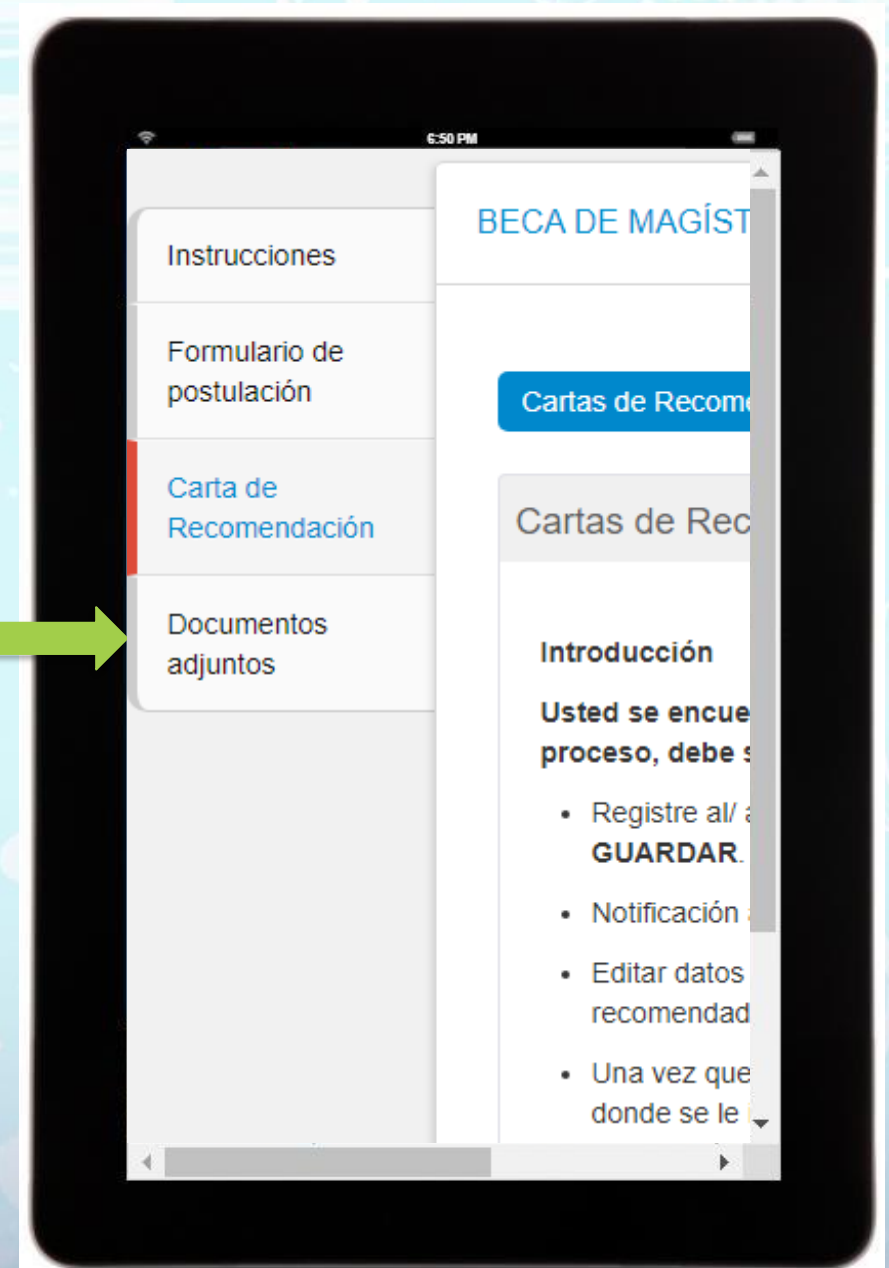 6:50 PM
Instrucciones
Formulario de
postulación
Carta de
Recomendación
Documentos
adjuntos
BECA DE MAGÍST
Cartas de Recome
Cartas de Rec
Introducción
Usted se encue
proceso, debe s
• Registre al/ a
GUARDAR.
• Notificación a
• Editar datos
recomendad
• Una vez que
donde se le